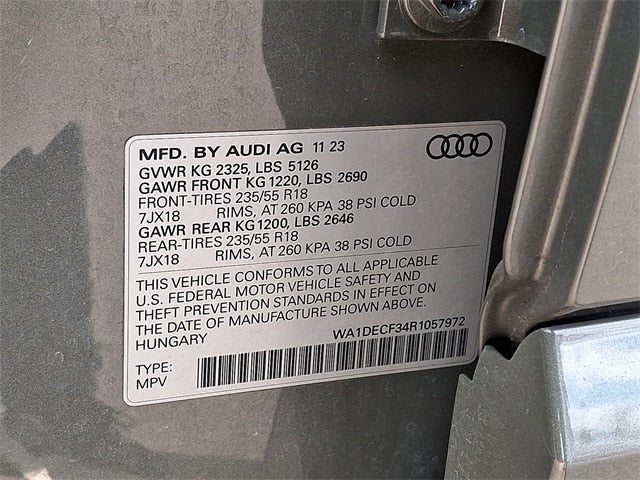 MFD. BY AUDI AG 11 23
GVWR KG 2325, LBS 5126
GAWR FRONT KG 1220, LBS 2690
FRONT-TIRES 235/55 R18
7JX18 RIMS, AT 260 KPA 38 PSI COLD
GAWR REAR KG 1200, LBS 2646
REAR-TIRES 235/55 R18
7JX18 RIMS, AT 260 KPA 38 PSI COLD
THIS VEHICLE CONFORMS TO ALL APPLICABLE
U.S. FEDERAL MOTOR VEHICLE SAFETY AND
THEFT PREVENTION STANDARDS IN EFFECT ON
THE DATE OF MANUFACTURE SHOWN ABOVE.
HUNGARY WA1DECF34R1057972
TYPE:
MPV